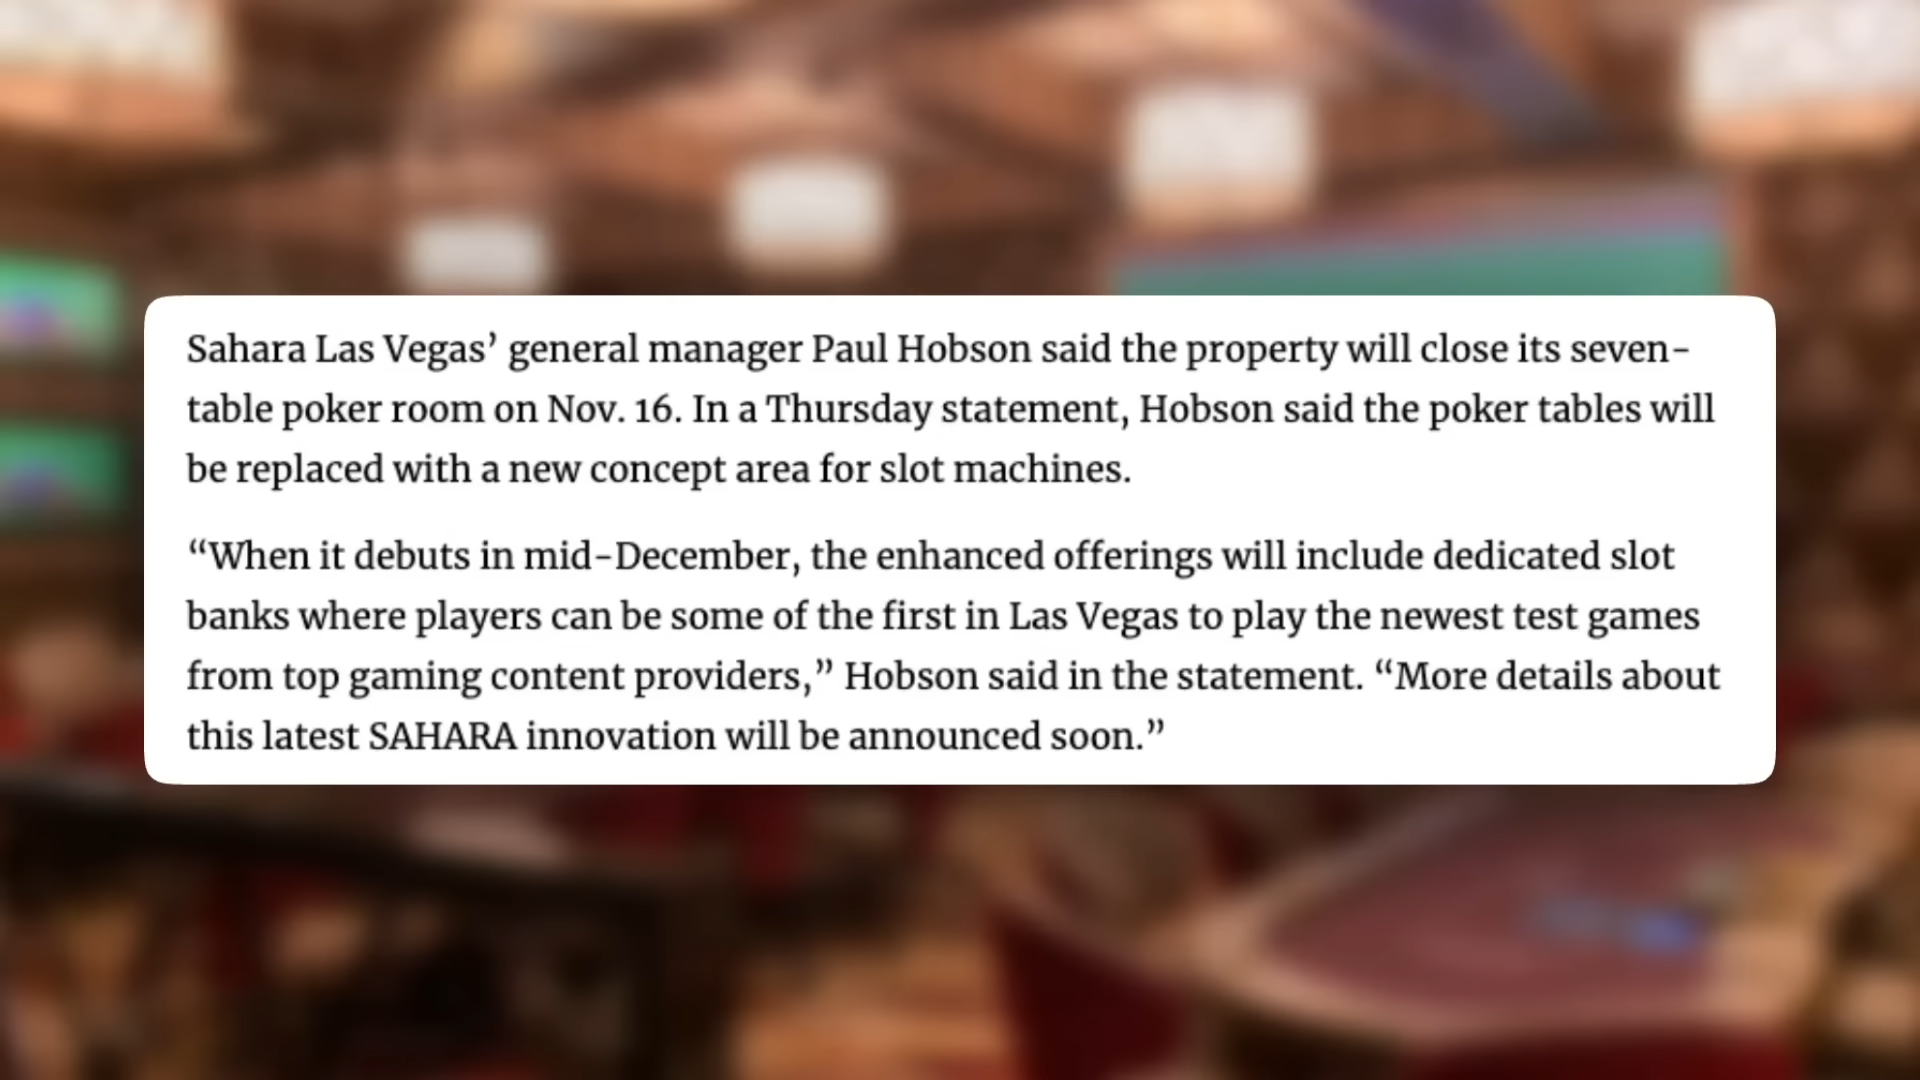 Sahara Las Vegas’ general manager Paul Hobson said the property will close its seven-
table poker room on Nov. 16. In a Thursday statement, Hobson said the poker tables will
be replaced with a new concept area for slot machines.
“When it debuts in mid-December, the enhanced offerings will include dedicated slot
banks where players can be some of the first in Las Vegas to play the newest test games
from top gaming content providers,” Hobson said in the statement. “More details about
this latest SAHARA innovation will be announced soon.”